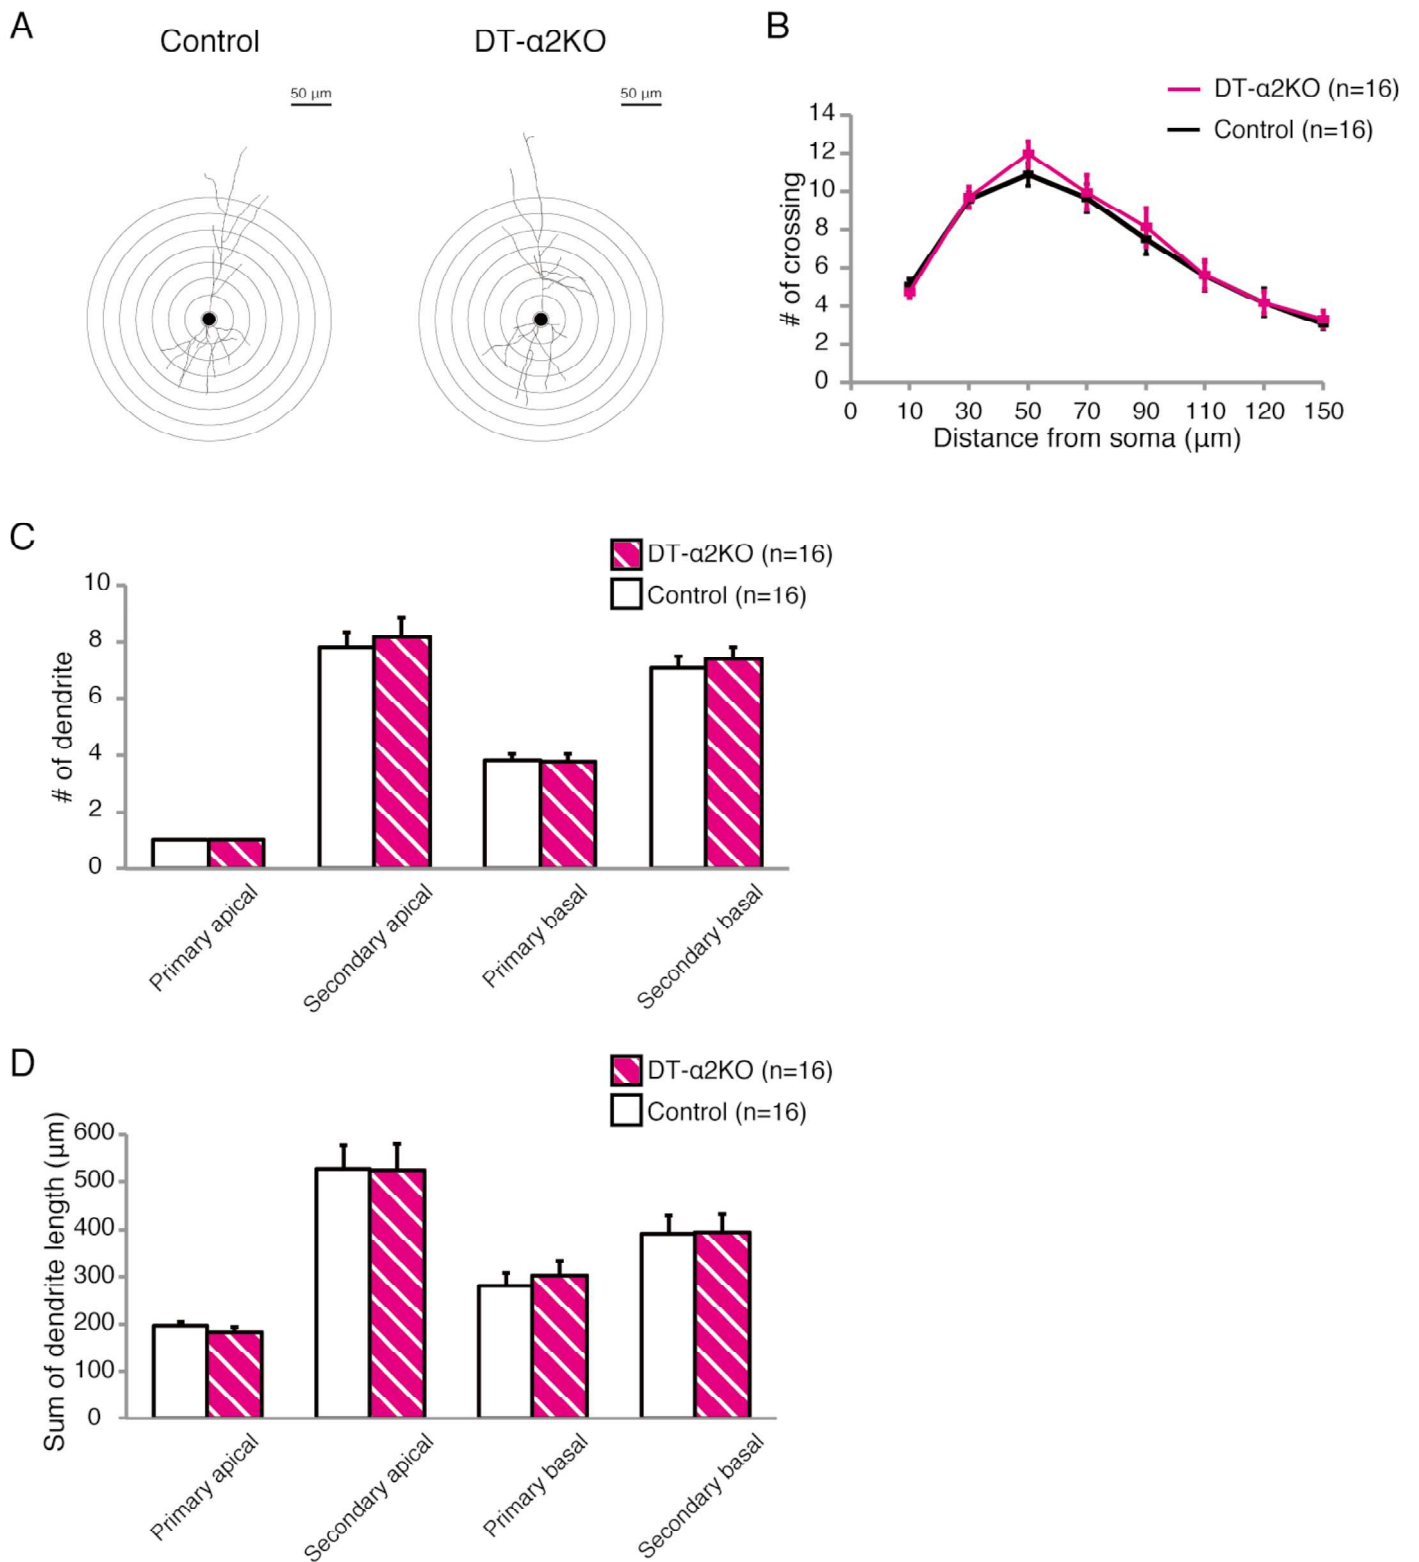 A
Control
DT-α2KO
50 µm
50 µm
B
DT-α2KO (n=16)
Control (n=16)
# of crossing
14
12
10
8
6
4
2
0
0 10 30 50 70 90 110 120 150
Distance from soma (µm)
C
DT-α2KO (n=16)
Control (n=16)
# of dendrite
10
8
6
4
2
0
Primary apical
Secondary apical
Primary basal
Secondary basal
D
DT-α2KO (n=16)
Control (n=16)
Sum of dendrite length (µm)
600
500
400
300
200
100
0
Primary apical
Secondary apical
Primary basal
Secondary basal